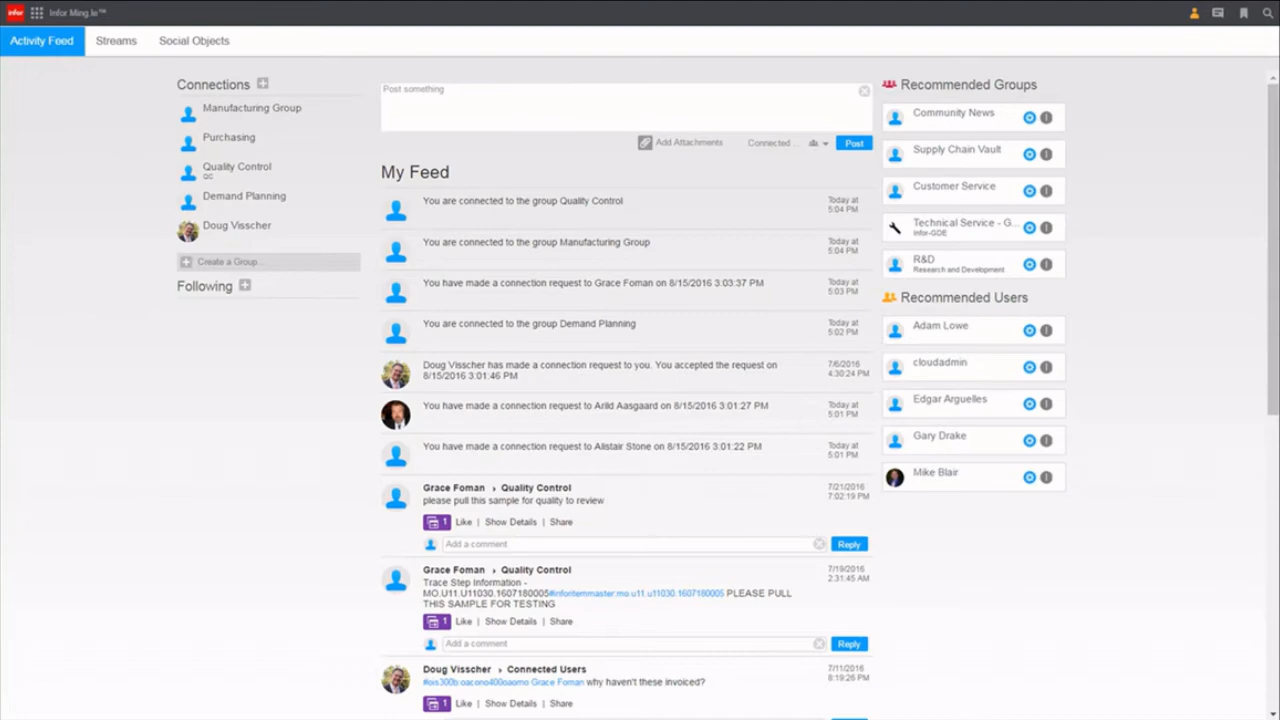 infor
Infor Ming.le™
Activity Feed
Streams
Social Objects
Connections
Manufacturing Group
Purchasing
Quality Control
QC
Demand Planning
Doug Visscher
Create a Group...
Following
Post something
Add Attachments
Connected ...
Post
My Feed
You are connected to the group Quality Control
Today at
5:04 PM
You are connected to the group Manufacturing Group
Today at
5:04 PM
You have made a connection request to Grace Foman on 8/15/2016 3:03:37 PM
Today at
5:03 PM
You are connected to the group Demand Planning
Today at
5:02 PM
Doug Visscher has made a connection request to you. You accepted the request on
8/15/2016 3:01:46 PM
7/6/2016
4:30:24 PM
You have made a connection request to Arild Aasgaard on 8/15/2016 3:01:27 PM
Today at
5:01 PM
You have made a connection request to Alistair Stone on 8/15/2016 3:01:22 PM
Today at
5:01 PM
Grace Foman › Quality Control
please pull this sample for quality to review
7/21/2016
7:02:19 PM
1 Like | Show Details | Share
Add a comment
Reply
Grace Foman › Quality Control
Trace Step Information -
MO.U11.U11030.1607180005#inforitemmaster:mo.u11.u11030.1607180005 PLEASE PULL
THIS SAMPLE FOR TESTING
7/19/2016
2:31:45 AM
1 Like | Show Details | Share
Add a comment
Reply
Doug Visscher › Connected Users
Grace Foman why haven't these invoiced?
7/11/2016
8:19:26 PM
1 Like | Show Details | Share
Recommended Groups
Community News
Supply Chain Vault
Customer Service
Technical Service - G...
Infor-GDE
R&D
Research and Development
Recommended Users
Adam Lowe
cloudadmin
Edgar Arguelles
Gary Drake
Mike Blair